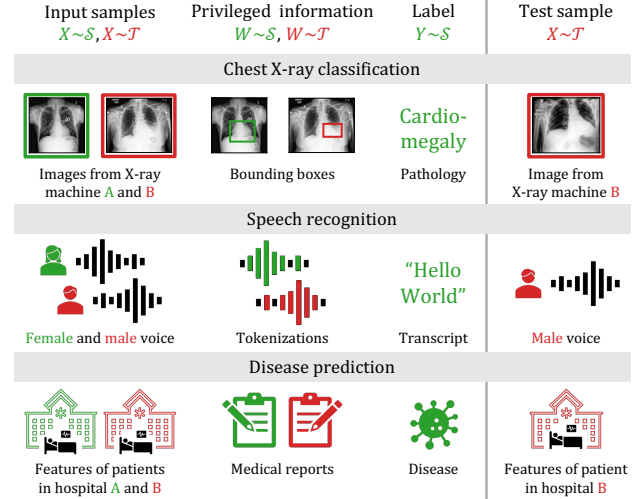 Input samples
X~S, X~T
Privileged information
W~S, W~T
Label
Y~S
Test sample
X~T
Chest X-ray classification
Cardio-
megaly
Images from X-ray
machine A and B
Bounding boxes
Pathology
Image from
X-ray machine B
Speech recognition
“Hello
World”
Female and male voice
Tokenizations
Transcript
Male voice
Disease prediction
Features of patients
in hospital A and B
Medical reports
Disease
Features of patient
in hospital B